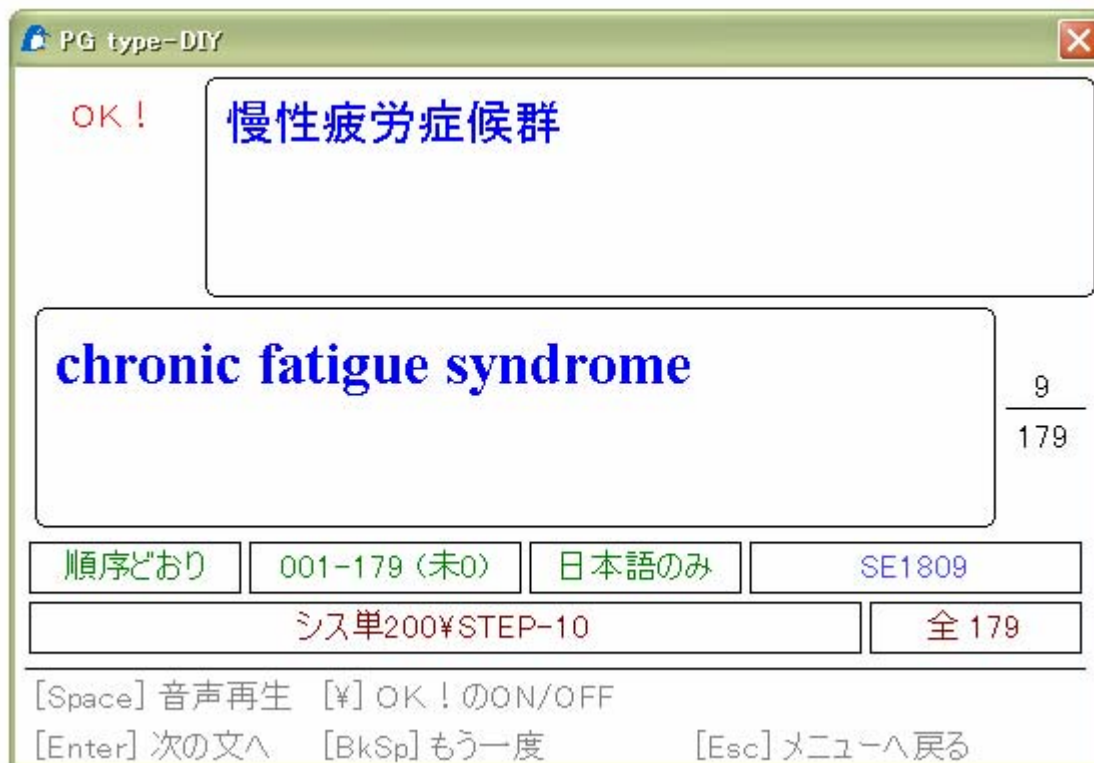 PG type-DIY
OK！
慢性疲労症候群
chronic fatigue syndrome
9
179
順序どおり 001-179（未0） 日本語のみ SE1809
シス単200¥STEP-10 全 179
[Space] 音声再生 [¥] OK！のON/OFF
[Enter] 次の文へ [BkSp] もう一度 [Esc] メニューへ戻る